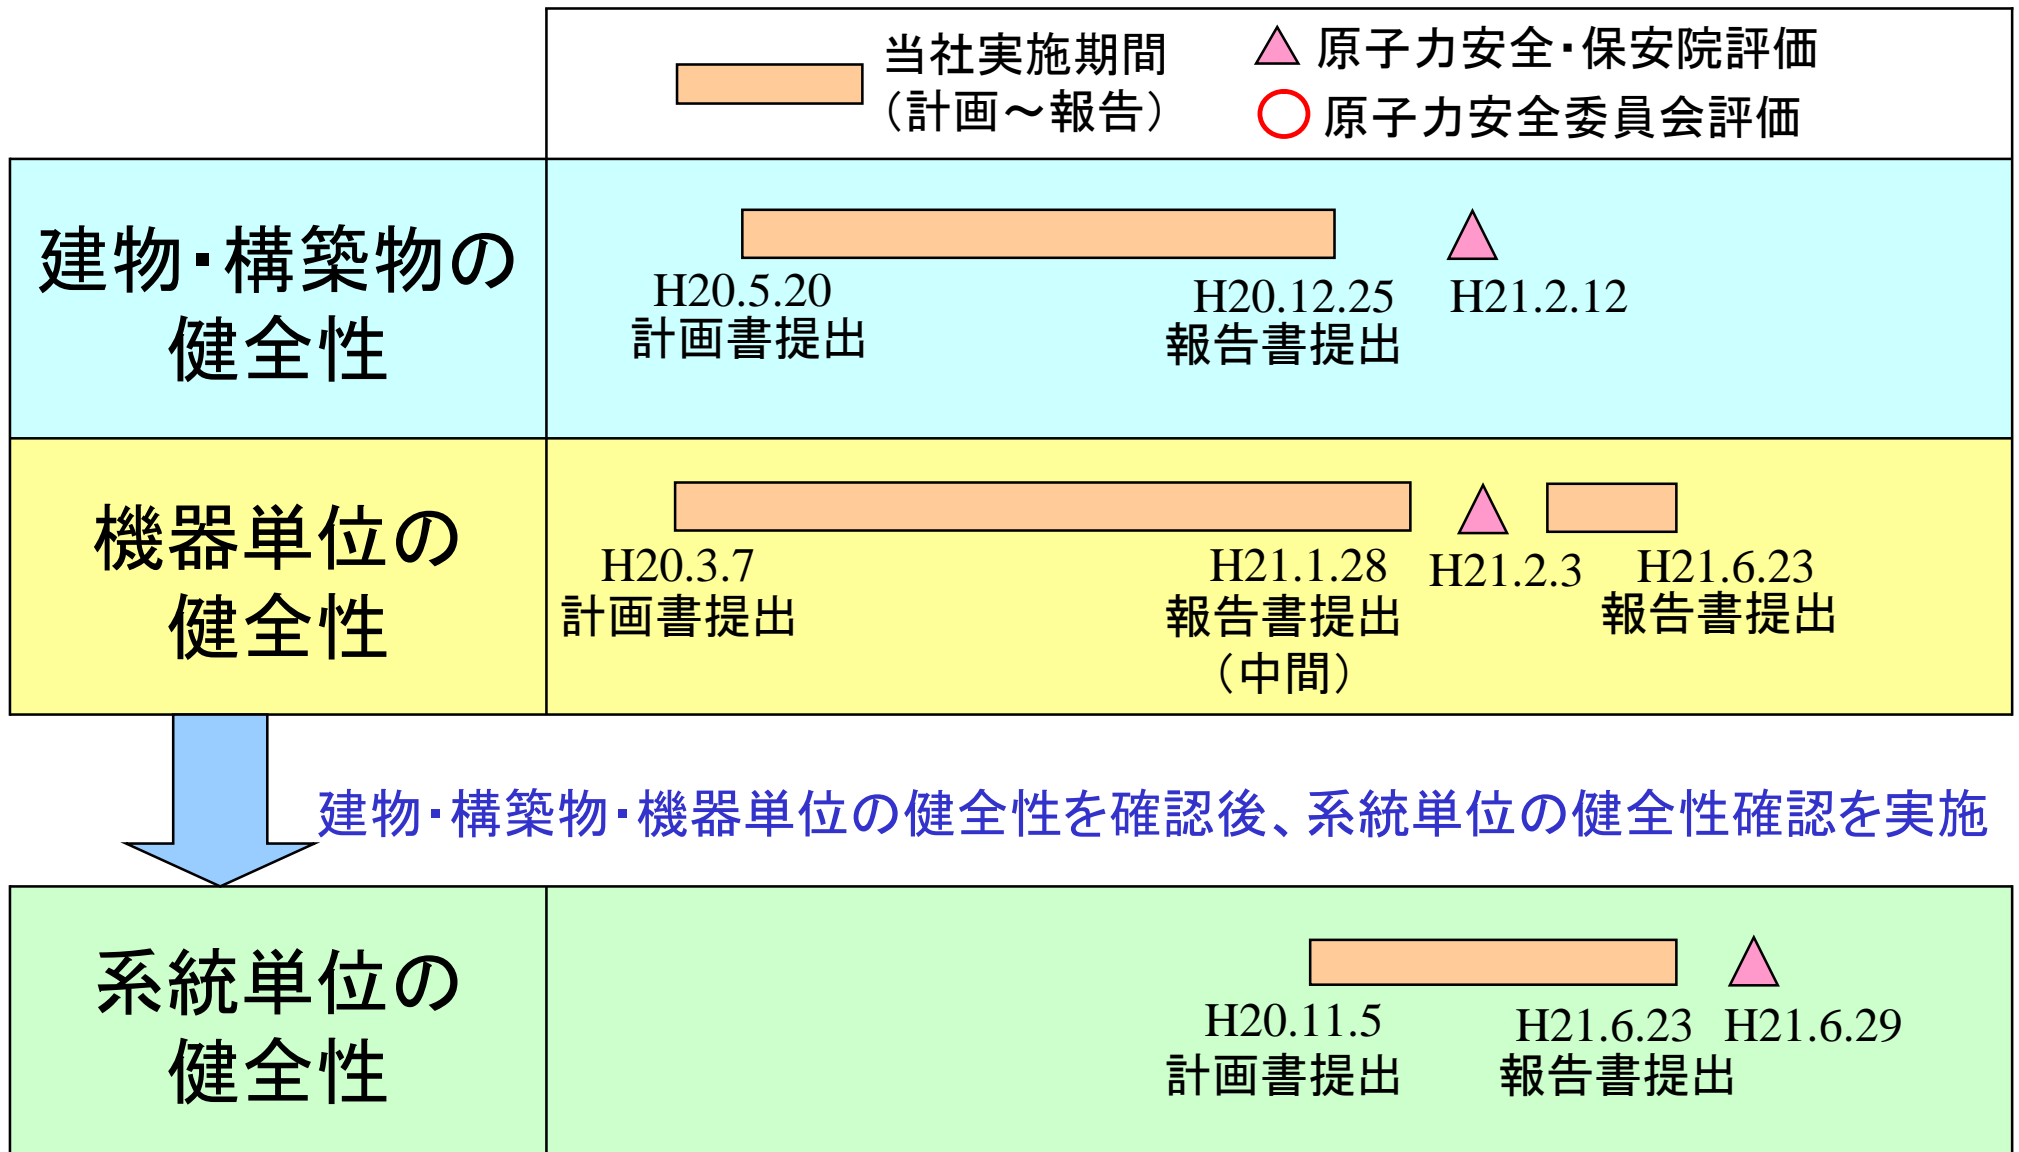 当社実施期間
（計画～報告）
原子力安全・保安院評価
原子力安全委員会評価
建物・構築物の
健全性
H20.5.20
計画書提出
H20.12.25
報告書提出
H21.2.12
機器単位の
健全性
H20.3.7
計画書提出
H21.1.28
報告書提出
（中間）
H21.2.3
H21.6.23
報告書提出
建物・構築物・機器単位の健全性を確認後、系統単位の健全性確認を実施
系統単位の
健全性
H20.11.5
計画書提出
H21.6.23
報告書提出
H21.6.29